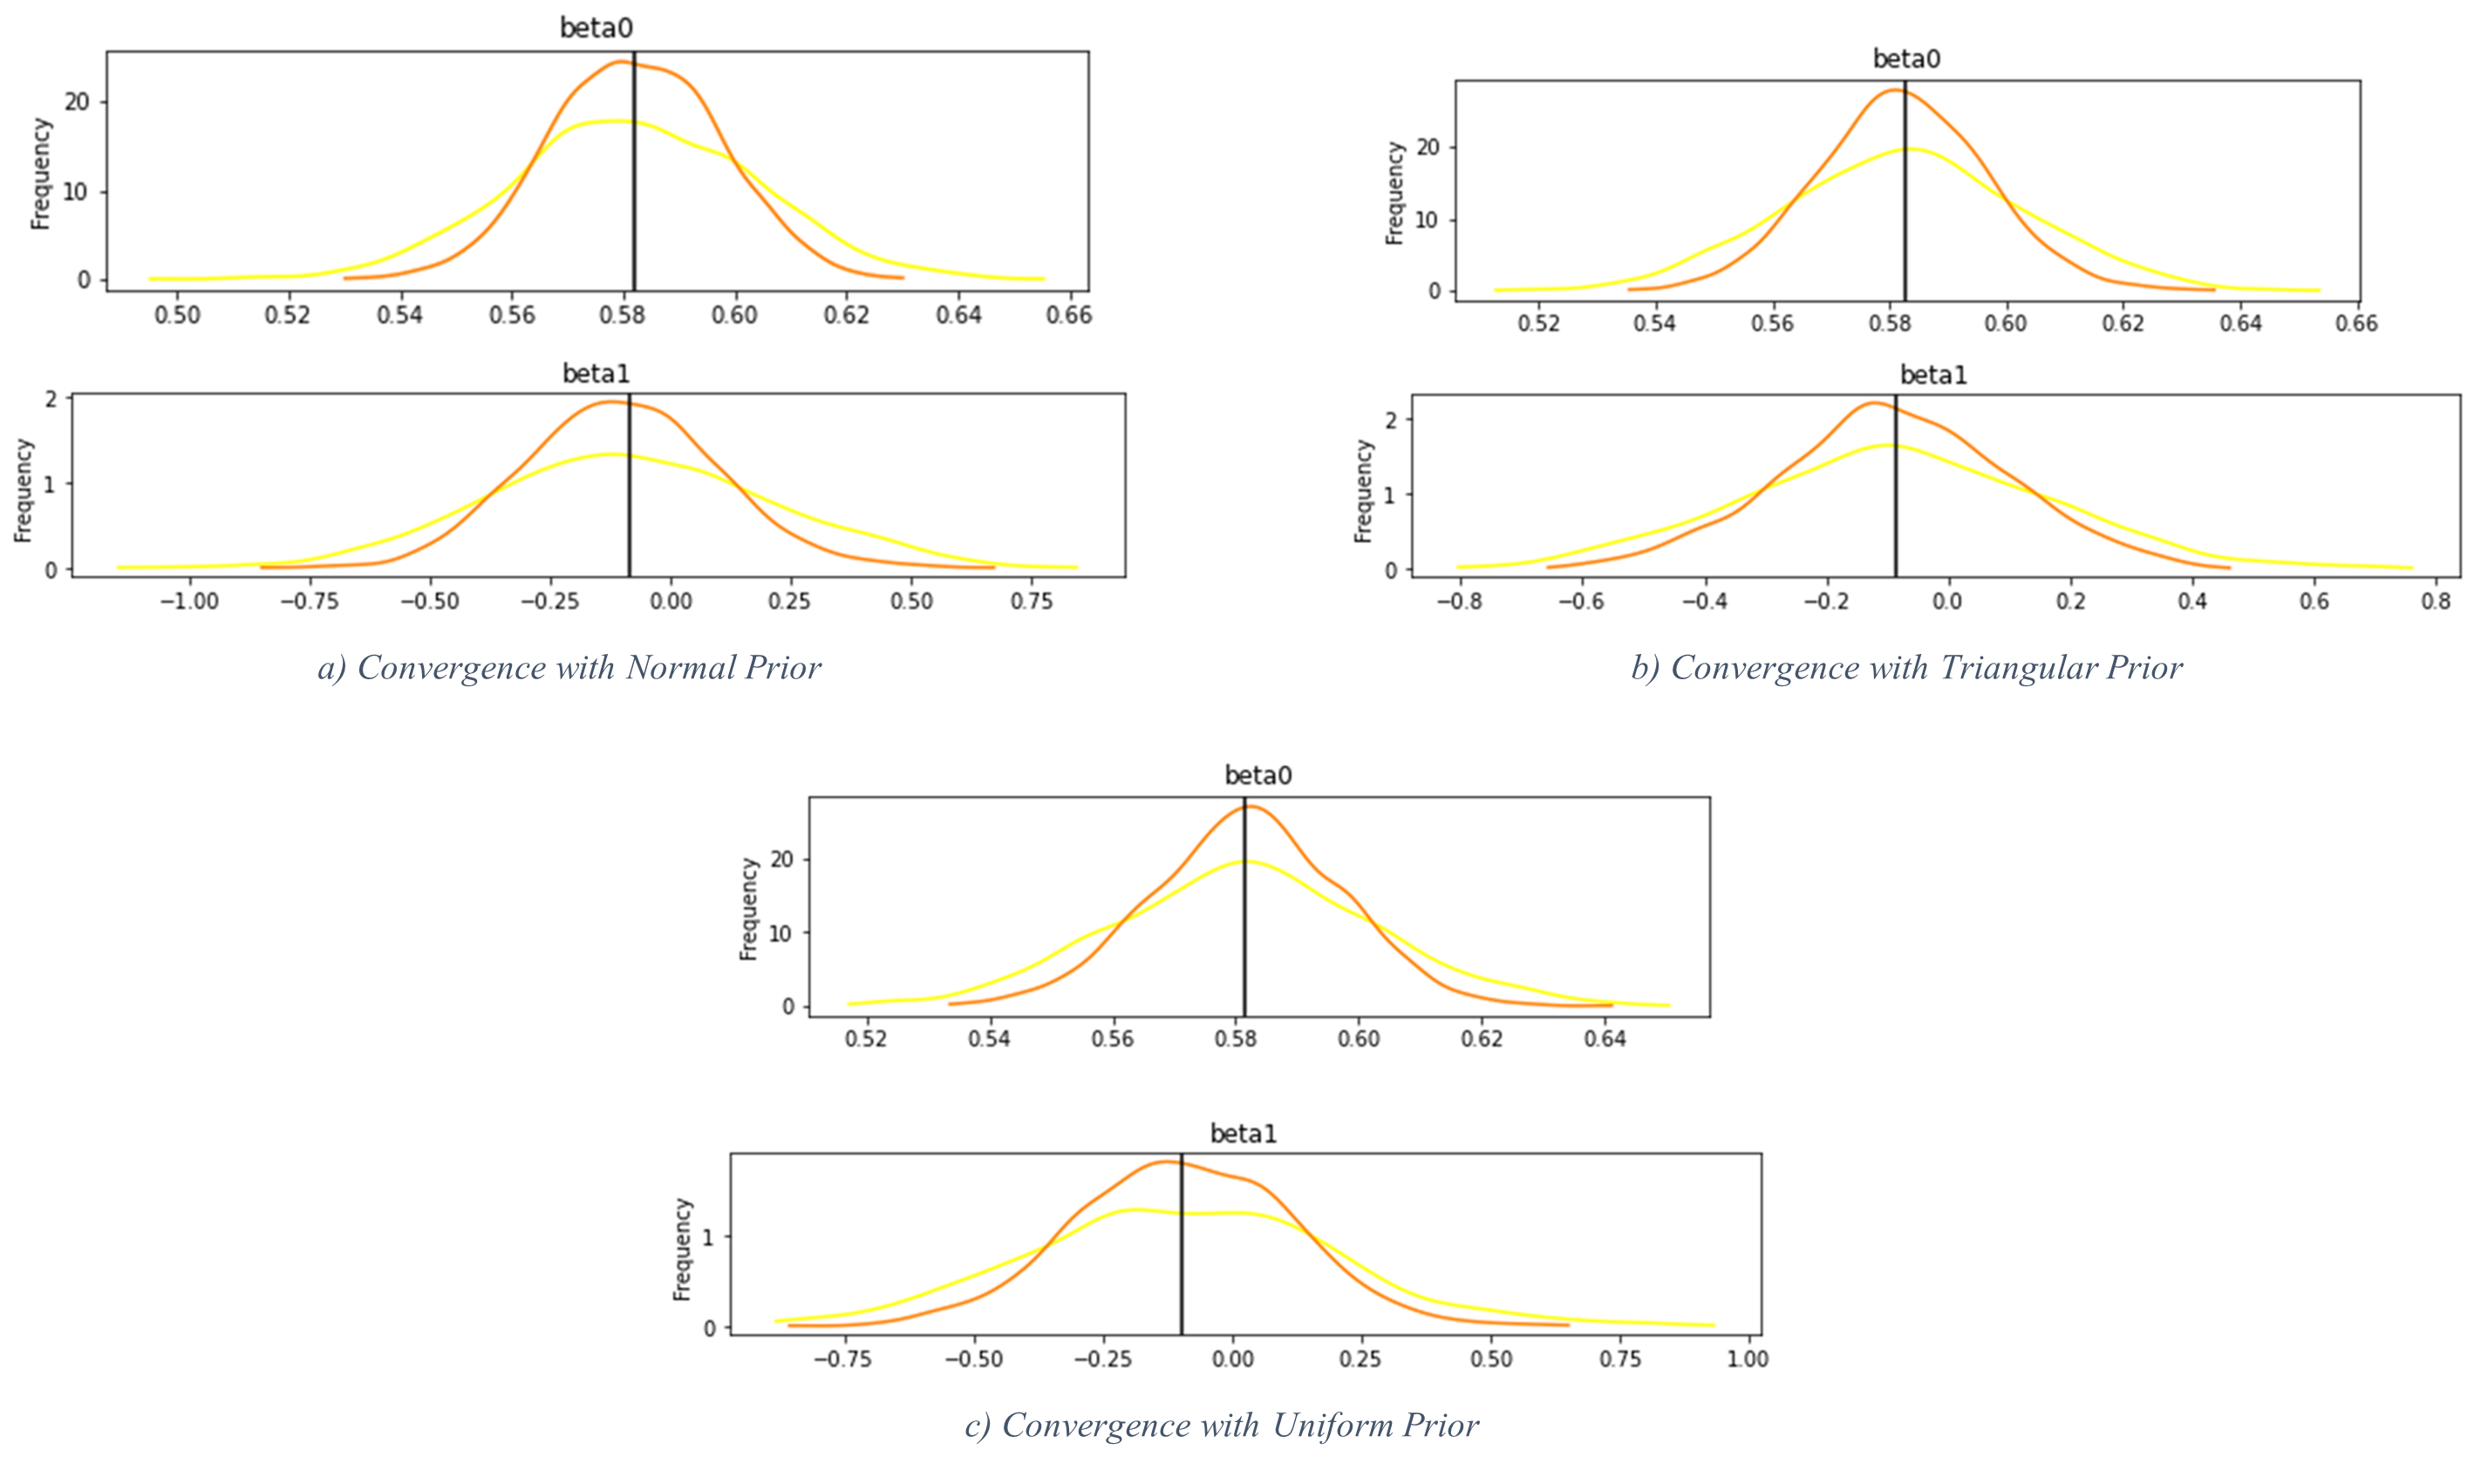 beta0
Frequency
20
10
0
0.50 0.52 0.54 0.56 0.58 0.60 0.62 0.64 0.66
beta1
Frequency
2
1
0
−1.00 −0.75 −0.50 −0.25 0.00 0.25 0.50 0.75
a) Convergence with Normal Prior
beta0
Frequency
20
10
0
0.52 0.54 0.56 0.58 0.60 0.62 0.64 0.66
beta1
Frequency
2
1
0
−0.8 −0.6 −0.4 −0.2 0.0 0.2 0.4 0.6 0.8
b) Convergence with Triangular Prior
beta0
Frequency
20
10
0
0.52 0.54 0.56 0.58 0.60 0.62 0.64
beta1
Frequency
1
0
−0.75 −0.50 −0.25 0.00 0.25 0.50 0.75 1.00
c) Convergence with Uniform Prior